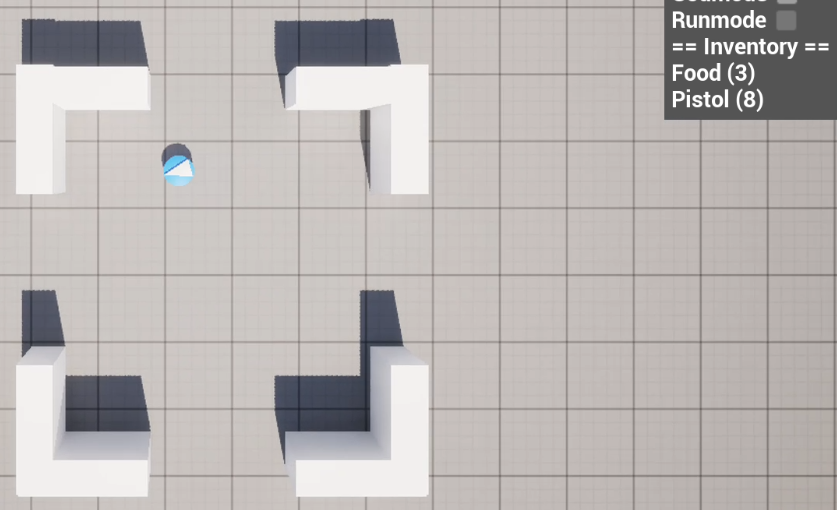 Runmode
== Inventory ==
Food (3)
Pistol (8)